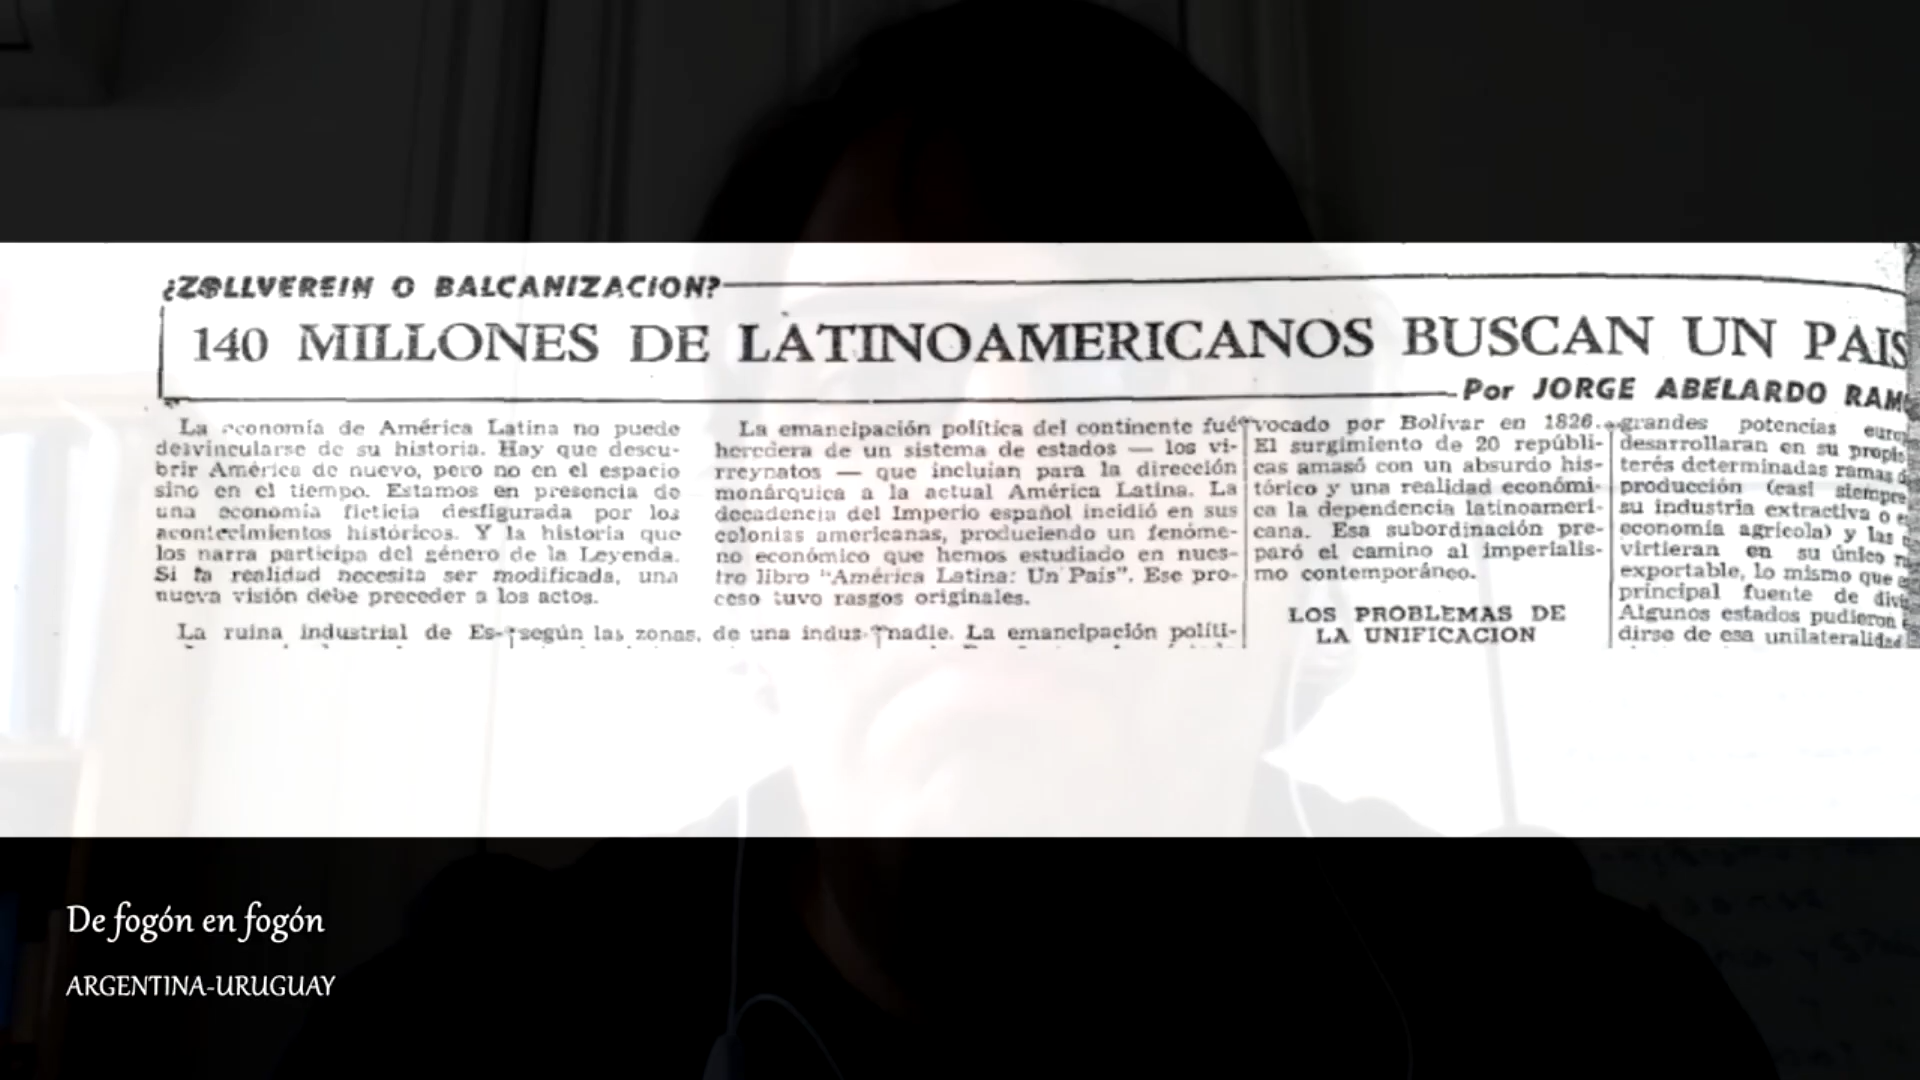 ¿ZOLLVEREIN O BALCANIZACION?
140 MILLONES DE LATINOAMERICANOS BUSCAN UN PAIS
Por JORGE ABELARDO RAM
La economía de América Latina no puede
desvincularse de su historia. Hay que descu-
brir América de nuevo, pero no en el espacio
sino en el tiempo. Estamos en presencia de
una economía ficticia desfigurada por los
acontecimientos históricos. Y la historia que
los narra participa del género de la Leyenda.
Si la realidad necesita ser modificada, una
nueva visión debe preceder a los actos.
La emancipación política del continente fué
heredera de un sistema de estados — los vi-
rreynatos — que incluían para la dirección
monárquica a la actual América Latina. La
decadencia del Imperio español incidió en sus
colonias americanas, produciendo un fenóme-
no económico que hemos estudiado en nues-
tro libro "América Latina: Un País". Ese pro-
ceso tuvo rasgos originales.
La ruina industrial de Es-
según las zonas, de una indus-
nadie. La emancipación políti-
vocado por Bolívar en 1826.
El surgimiento de 20 repúbli-
cas amasó con un absurdo his-
tórico y una realidad económi-
ca la dependencia latinoameri-
cana. Esa subordinación pre-
paró el camino al imperialis-
mo contemporáneo.
LOS PROBLEMAS DE
LA UNIFICACION
grandes potencias
desarrollaran en su
terés determinadas ramas
producción (casi siempre
su industria extractiva o
economía agrícola) y las
virtieran en su único
exportable, lo mismo que
principal fuente de
Algunos estados pudieron
dirse de esa
De fogón en fogón
ARGENTINA-URUGUAY